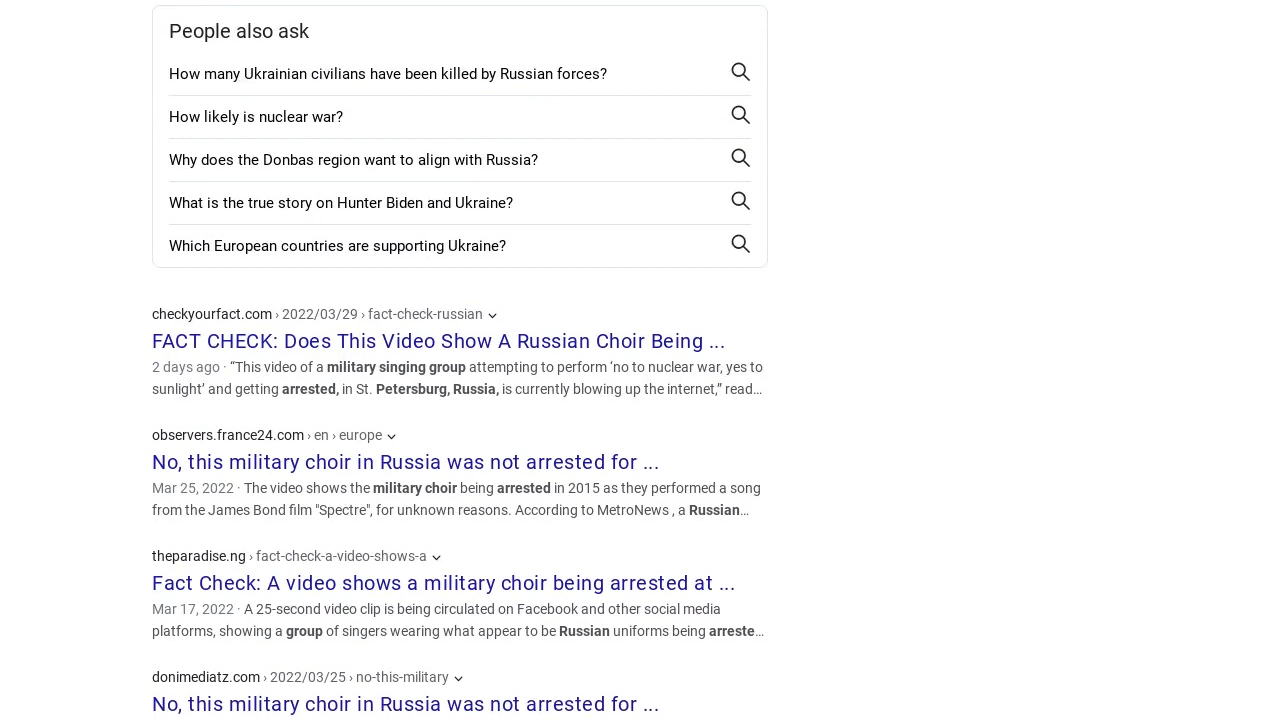 People also ask
How many Ukrainian civilians have been killed by Russian forces?
How likely is nuclear war?
Why does the Donbas region want to align with Russia?
What is the true story on Hunter Biden and Ukraine?
Which European countries are supporting Ukraine?
checkyourfact.com › 2022/03/29 › fact-check-russian
FACT CHECK: Does This Video Show A Russian Choir Being ...
2 days ago · “This video of a military singing group attempting to perform ‘no to nuclear war, yes to
sunlight’ and getting arrested, in St. Petersburg, Russia, is currently blowing up the internet,” read…
observers.france24.com › en › europe
No, this military choir in Russia was not arrested for ...
Mar 25, 2022 · The video shows the military choir being arrested in 2015 as they performed a song
from the James Bond film "Spectre", for unknown reasons. According to MetroNews , a Russian…
theparadise.ng › fact-check-a-video-shows-a
Fact Check: A video shows a military choir being arrested at ...
Mar 17, 2022 · A 25-second video clip is being circulated on Facebook and other social media
platforms, showing a group of singers wearing what appear to be Russian uniforms being arreste…
donimediatz.com › 2022/03/25 › no-this-military
No, this military choir in Russia was not arrested for ...